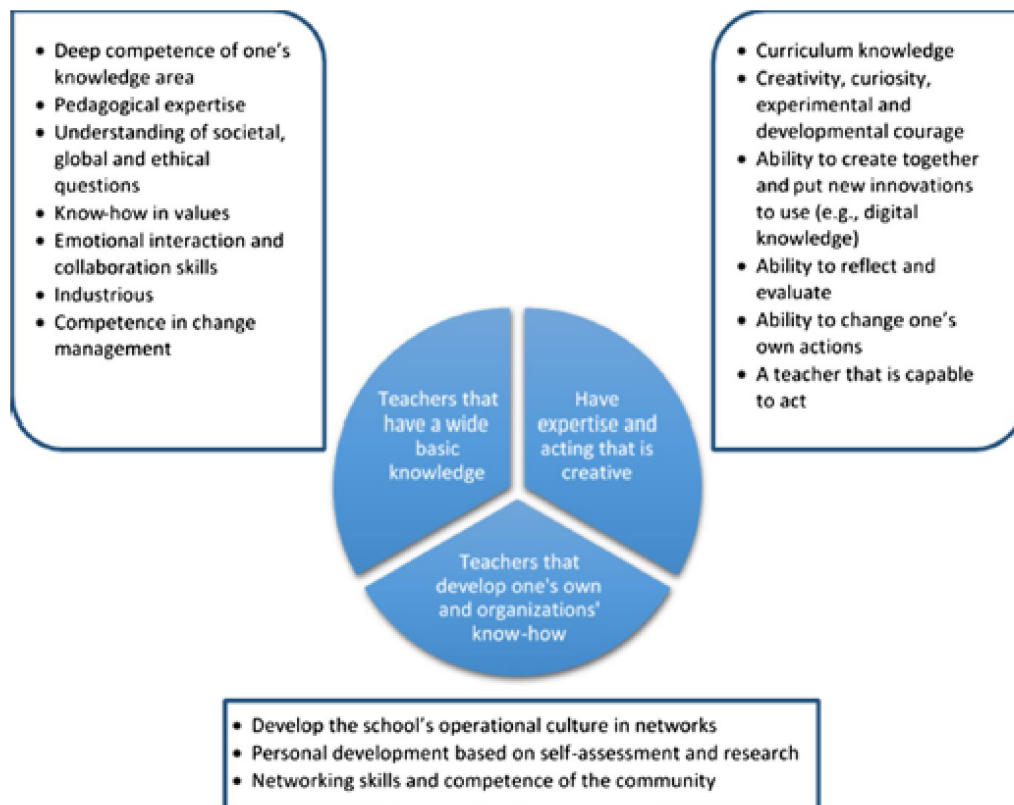 • Deep competence of one's
knowledge area
• Pedagogical expertise
• Understanding of societal,
global and ethical
questions
• Know-how in values
• Emotional interaction and
collaboration skills
• Industrious
• Competence in change
management
• Curriculum knowledge
• Creativity, curiosity,
experimental and
developmental courage
• Ability to create together
and put new innovations
to use (e.g., digital
knowledge)
• Ability to reflect and
evaluate
• Ability to change one's
own actions
• A teacher that is capable
to act
Teachers that
have a wide
basic
knowledge
Have
expertise and
acting that is
creative
Teachers that
develop one's own
and organizations'
know-how
• Develop the school's operational culture in networks
• Personal development based on self-assessment and research
• Networking skills and competence of the community